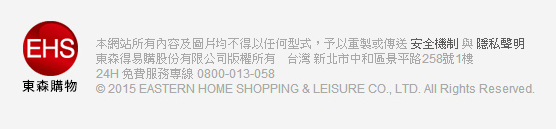 EHS
東森購物
本網站所有內容及圖片均不得以任何型式，予以重製或傳送 安全機制 與 隱私聲明
東森得易購股份有限公司版權所有　台灣 新北市中和區景平路258號1樓
24H 免費服務專線 0800-013-058
© 2015 EASTERN HOME SHOPPING & LEISURE CO., LTD. All Rights Reserved.